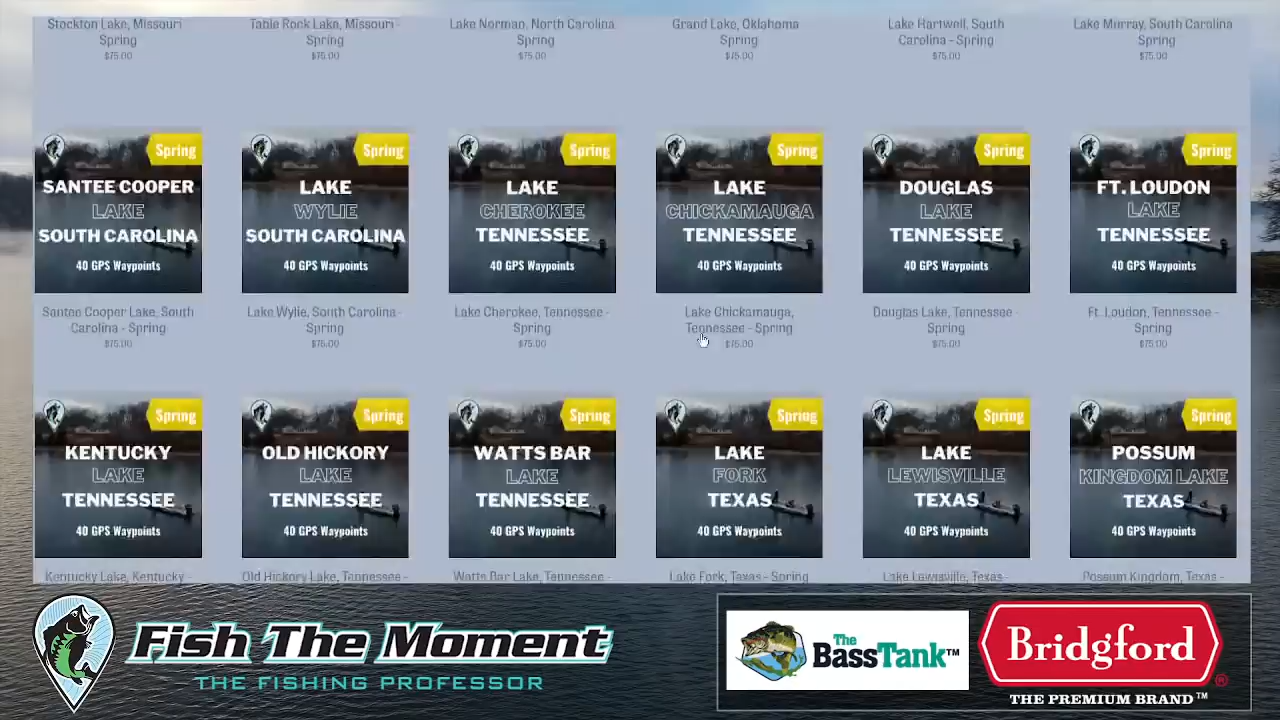 Stockton Lake, Missouri
Spring
$75.00
Table Rock Lake, Missouri -
Spring
$75.00
Lake Norman, North Carolina
Spring
$75.00
Grand Lake, Oklahoma
Spring
$75.00
Lake Hartwell, South
Carolina - Spring
$75.00
Lake Murray, South Carolina
Spring
$75.00
Spring
SANTEE COOPER
LAKE
SOUTH CAROLINA
40 GPS Waypoints
Santee Cooper Lake, South
Carolina - Spring
$75.00
Spring
LAKE
WYLIE
SOUTH CAROLINA
40 GPS Waypoints
Lake Wylie, South Carolina -
Spring
$75.00
Spring
LAKE
CHEROKEE
TENNESSEE
40 GPS Waypoints
Lake Cherokee, Tennessee -
Spring
$75.00
Spring
LAKE
CHICKAMAUGA
TENNESSEE
40 GPS Waypoints
Lake Chickamauga,
Tennessee - Spring
$75.00
Spring
DOUGLAS
LAKE
TENNESSEE
40 GPS Waypoints
Douglas Lake, Tennessee -
Spring
$75.00
Spring
FT. LOUDON
LAKE
TENNESSEE
40 GPS Waypoints
Ft. Loudon, Tennessee -
Spring
$75.00
Spring
KENTUCKY
LAKE
TENNESSEE
40 GPS Waypoints
Kentucky Lake, Kentucky -
Spring
OLD HICKORY
LAKE
TENNESSEE
40 GPS Waypoints
Old Hickory Lake, Tennessee -
Spring
WATTS BAR
LAKE
TENNESSEE
40 GPS Waypoints
Watts Bar Lake, Tennessee -
Spring
LAKE
FORK
TEXAS
40 GPS Waypoints
Lake Fork, Texas - Spring
Spring
LAKE
LEWISVILLE
TEXAS
40 GPS Waypoints
Lake Lewisville, Texas -
Spring
POSSUM
KINGDOM LAKE
TEXAS
40 GPS Waypoints
Possum Kingdom, Texas -
Fish The Moment
THE FISHING PROFESSOR
The
BassTank™
Bridgford®
THE PREMIUM BRAND™